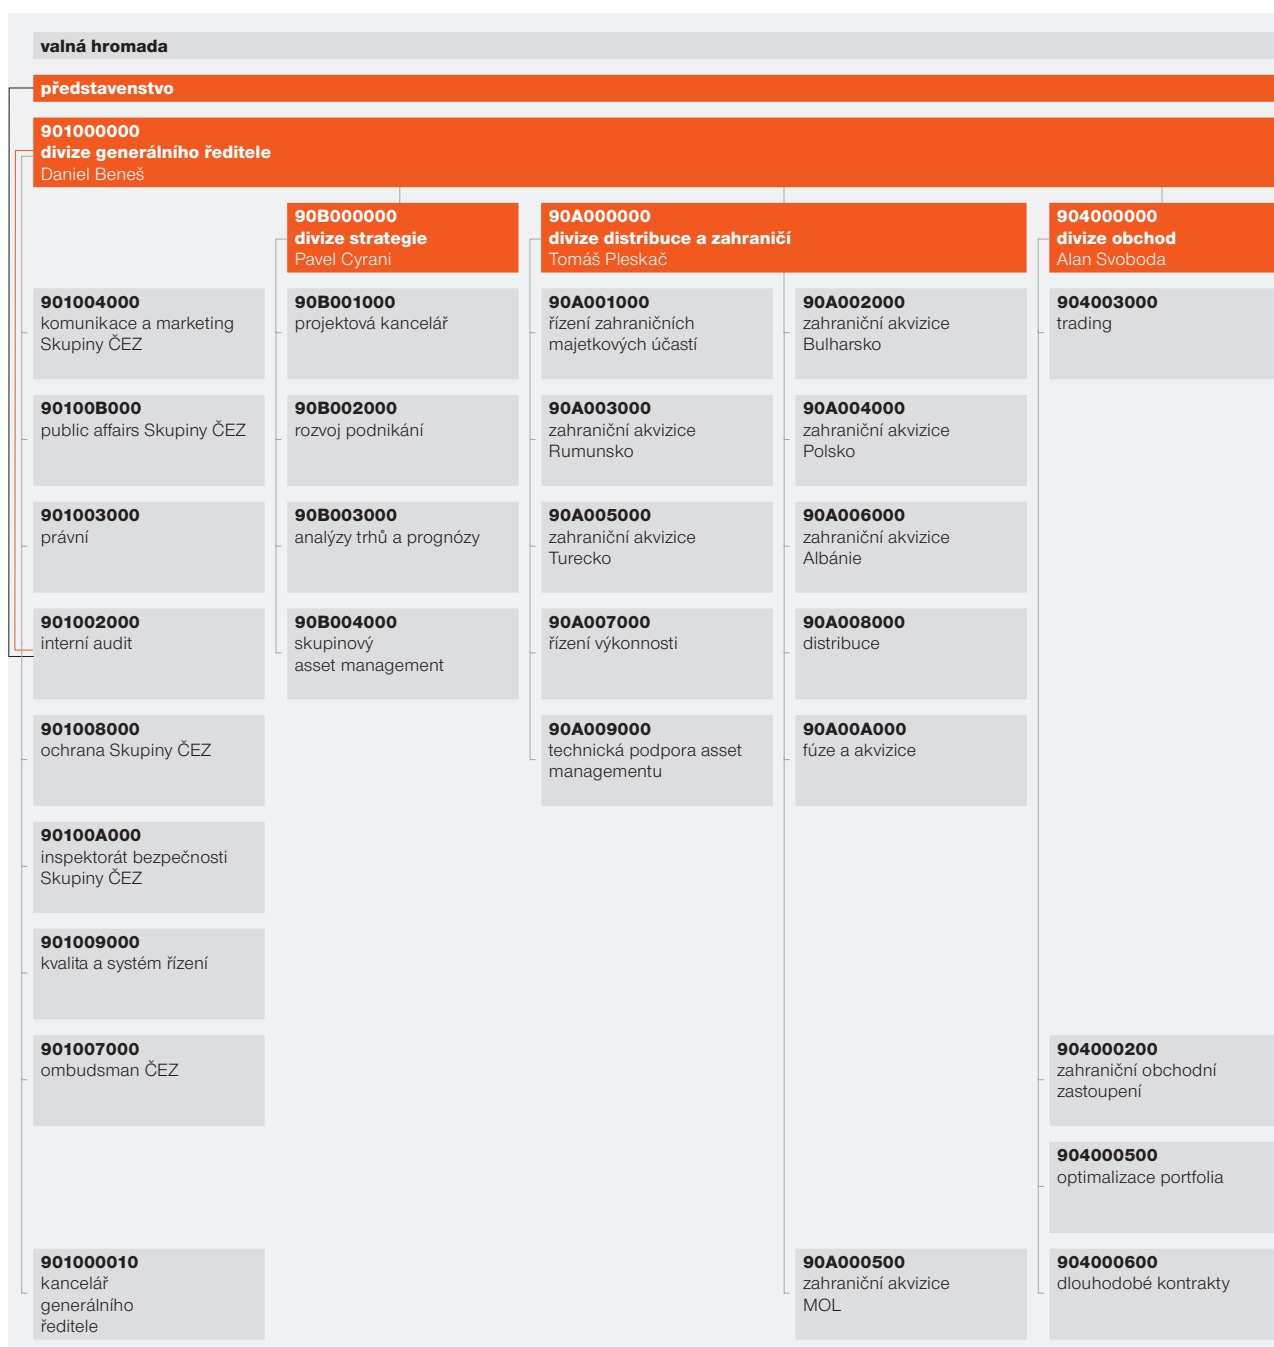 valná hromada
představenstvo
901000000
divize generálního ředitele
Daniel Beneš
90B000000
divize strategie
Pavel Cyrani
90A000000
divize distribuce a zahraničí
Tomáš Pleskač
904000000
divize obchod
Alan Svoboda
901004000
komunikace a marketing
Skupiny ČEZ
90B001000
projektová kancelář
90A001000
řízení zahraničních
majetkových účastí
90A002000
zahraniční akvizice
Bulharsko
904003000
trading
90100B000
public affairs Skupiny ČEZ
90B002000
rozvoj podnikání
90A003000
zahraniční akvizice
Rumunsko
90A004000
zahraniční akvizice
Polsko
901003000
právní
90B003000
analýzy trhů a prognózy
90A005000
zahraniční akvizice
Turecko
90A006000
zahraniční akvizice
Albánie
901002000
interní audit
90B004000
skupinový
asset management
90A007000
řízení výkonnosti
90A008000
distribuce
901008000
ochrana Skupiny ČEZ
90A009000
technická podpora asset
managementu
90A00A000
fúze a akvizice
90100A000
inspektorát bezpečnosti
Skupiny ČEZ
901009000
kvalita a systém řízení
901007000
ombudsman ČEZ
904000200
zahraniční obchodní
zastoupení
904000500
optimalizace portfolia
901000010
kancelář
generálního
ředitele
90A000500
zahraniční akvizice
MOL
904000600
dlouhodobé kontrakty